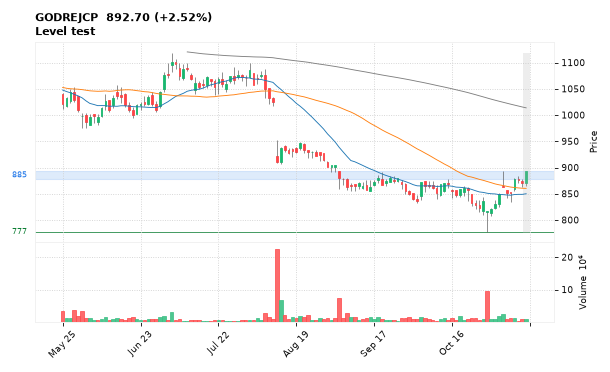 GODREJCP 892.70 (+2.52%)
Level test
1100
1050
1000
950
900
850
800
Price
885
777
20
10
Volume 10⁴
May 25
Jun 23
Jul 22
Aug 19
Sep 17
Oct 16